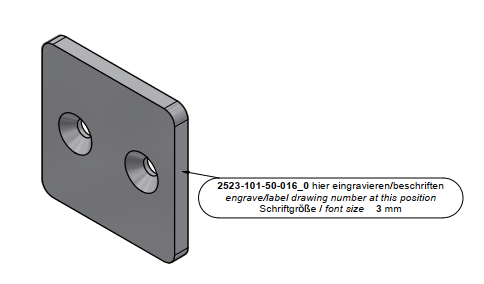 2523-101-50-016_0 hier eingravieren/beschriften
engrave/label drawing number at this position
Schriftgröße / font size 3 mm